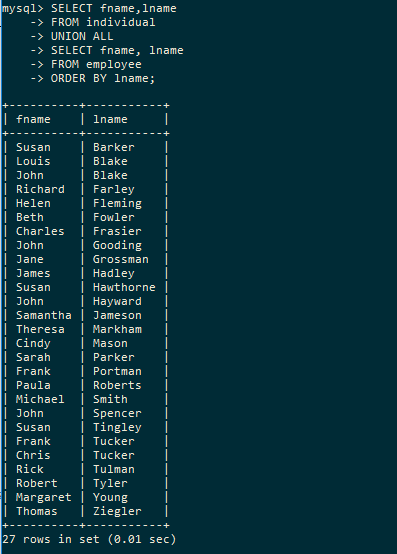 mysql> SELECT fname,lname
    -> FROM individual
    -> UNION ALL
    -> SELECT fname, lname
    -> FROM employee
    -> ORDER BY lname;
+----------+-----------+
| fname    | lname     |
+----------+-----------+
| Susan    | Barker    |
| Louis    | Blake     |
| John     | Blake     |
| Richard  | Farley    |
| Helen    | Fleming   |
| Beth     | Fowler    |
| Charles  | Frasier   |
| John     | Gooding   |
| Jane     | Grossman  |
| James    | Hadley    |
| Susan    | Hawthorne |
| John     | Hayward   |
| Samantha | Jameson   |
| Theresa  | Markham   |
| Cindy    | Mason     |
| Sarah    | Parker    |
| Frank    | Portman   |
| Paula    | Roberts   |
| Michael  | Smith     |
| John     | Spencer   |
| Susan    | Tingley   |
| Frank    | Tucker    |
| Chris    | Tucker    |
| Rick     | Tulman    |
| Robert   | Tyler     |
| Margaret | Young     |
| Thomas   | Ziegler   |
+----------+-----------+
27 rows in set (0.01 sec)